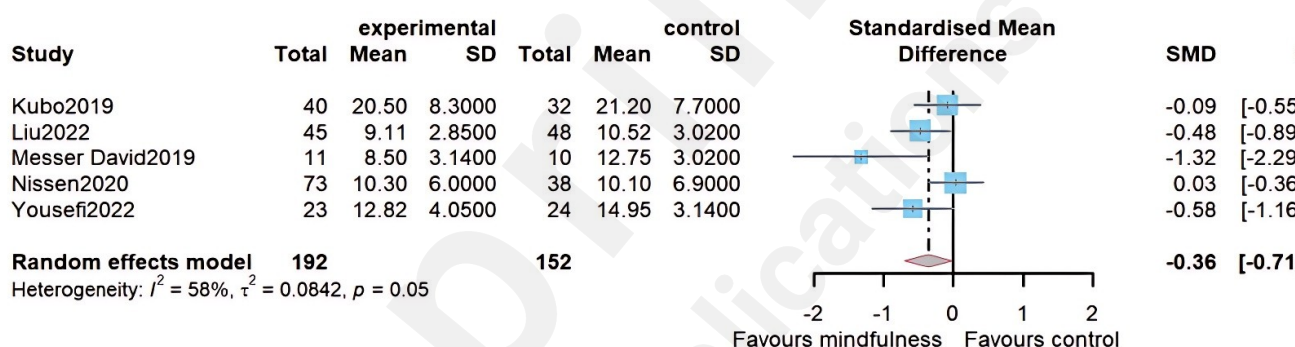 experimental control Standardised Mean
Study Total Mean SD Total Mean SD Difference SMD
Kubo2019 40 20.50 8.3000 32 21.20 7.7000 -0.09 [-0.55
Liu2022 45 9.11 2.8500 48 10.52 3.0200 -0.48 [-0.89
Messer David2019 11 8.50 3.1400 10 12.75 3.0200 -1.32 [-2.29
Nissen2020 73 10.30 6.0000 38 10.10 6.9000 0.03 [-0.36
Yousefi2022 23 12.82 4.0500 24 14.95 3.1400 -0.58 [-1.16
Random effects model 192 152 -0.36 [-0.71
Heterogeneity: I² = 58%, τ² = 0.0842, p = 0.05
-2 -1 0 1 2
Favours mindfulness Favours control